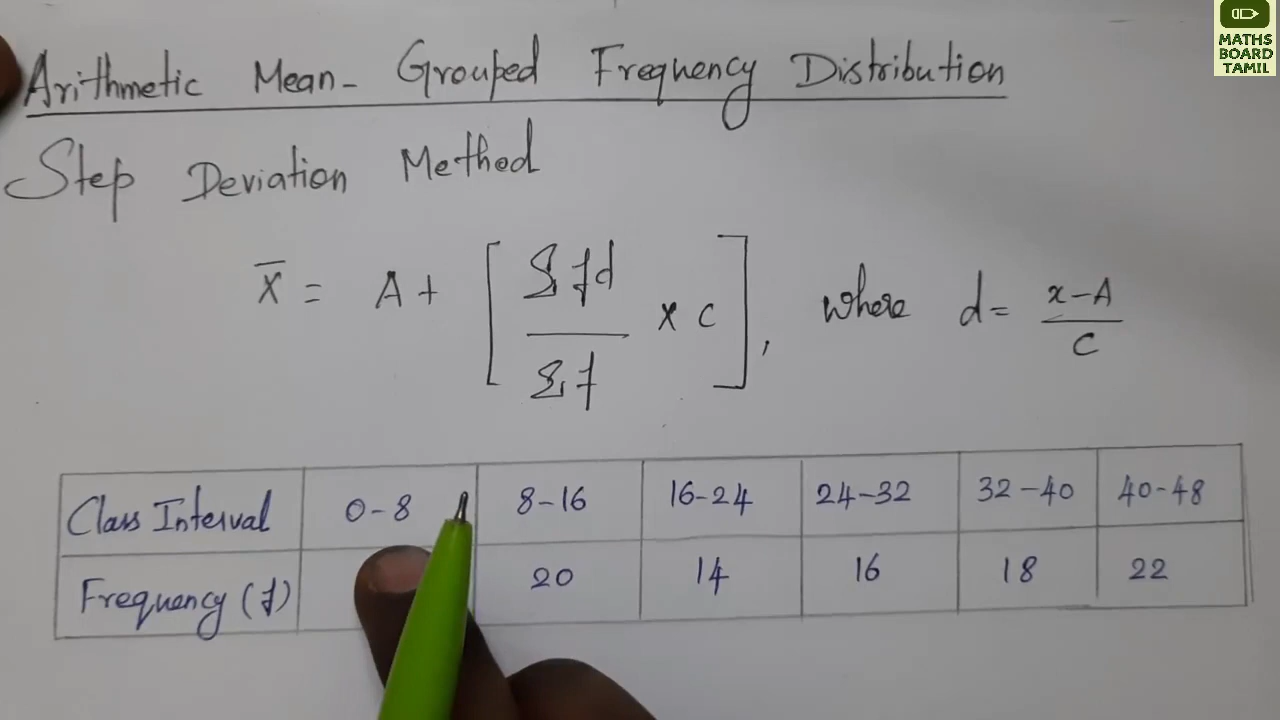 MATHS
BOARD
TAMIL
Arithmetic Mean- Grouped Frequency Distribution
Step Deviation Method
X̅ = A + [ Σfd / Σf × c ], where d = x-A / c
Class Interval 0-8 8-16 16-24 24-32 32-40 40-48
Frequency (f) 20 14 16 18 22